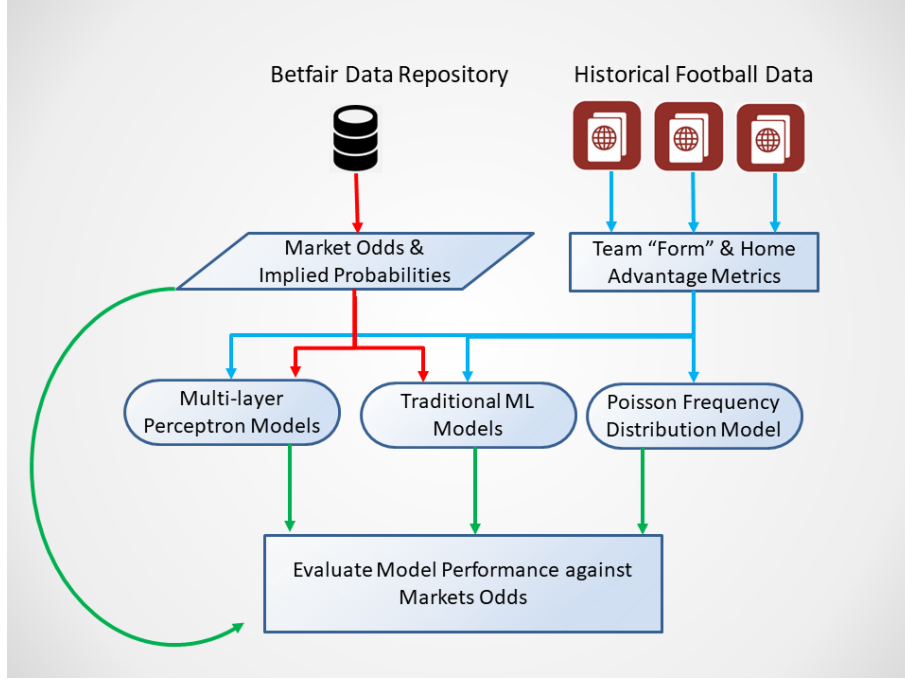 Betfair Data Repository
Historical Football Data
Market Odds &
Implied Probabilities
Team “Form” & Home
Advantage Metrics
Multi-layer
Perceptron Models
Traditional ML
Models
Poisson Frequency
Distribution Model
Evaluate Model Performance against
Markets Odds